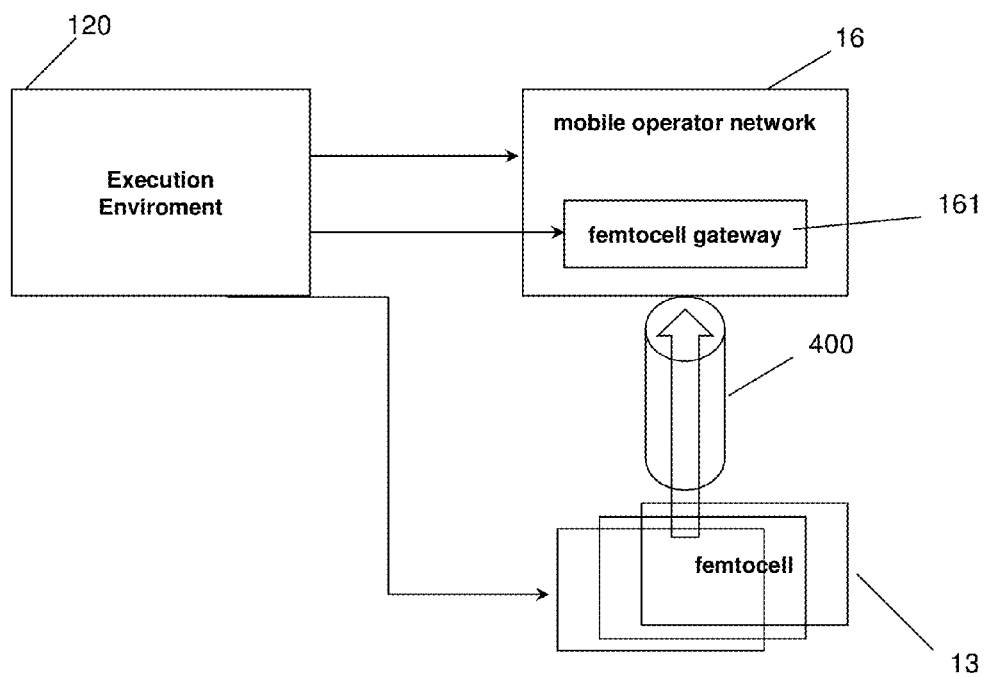 120
16
mobile operator network
Execution
Enviroment
161
femtocell gateway
400
femtocell
13